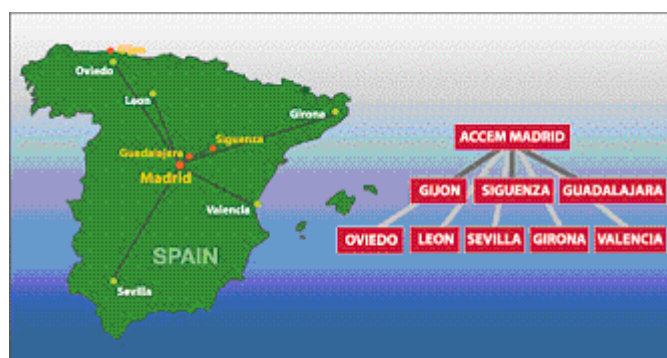 Gijon
Oviedo
Leon
Girona
Siguenza
Guadalajara
Madrid
Valencia
SPAIN
Sevilla
ACCEM MADRID
GIJON SIGUENZA GUADALAJARA
OVIEDO LEON SEVILLA GIRONA VALENCIA